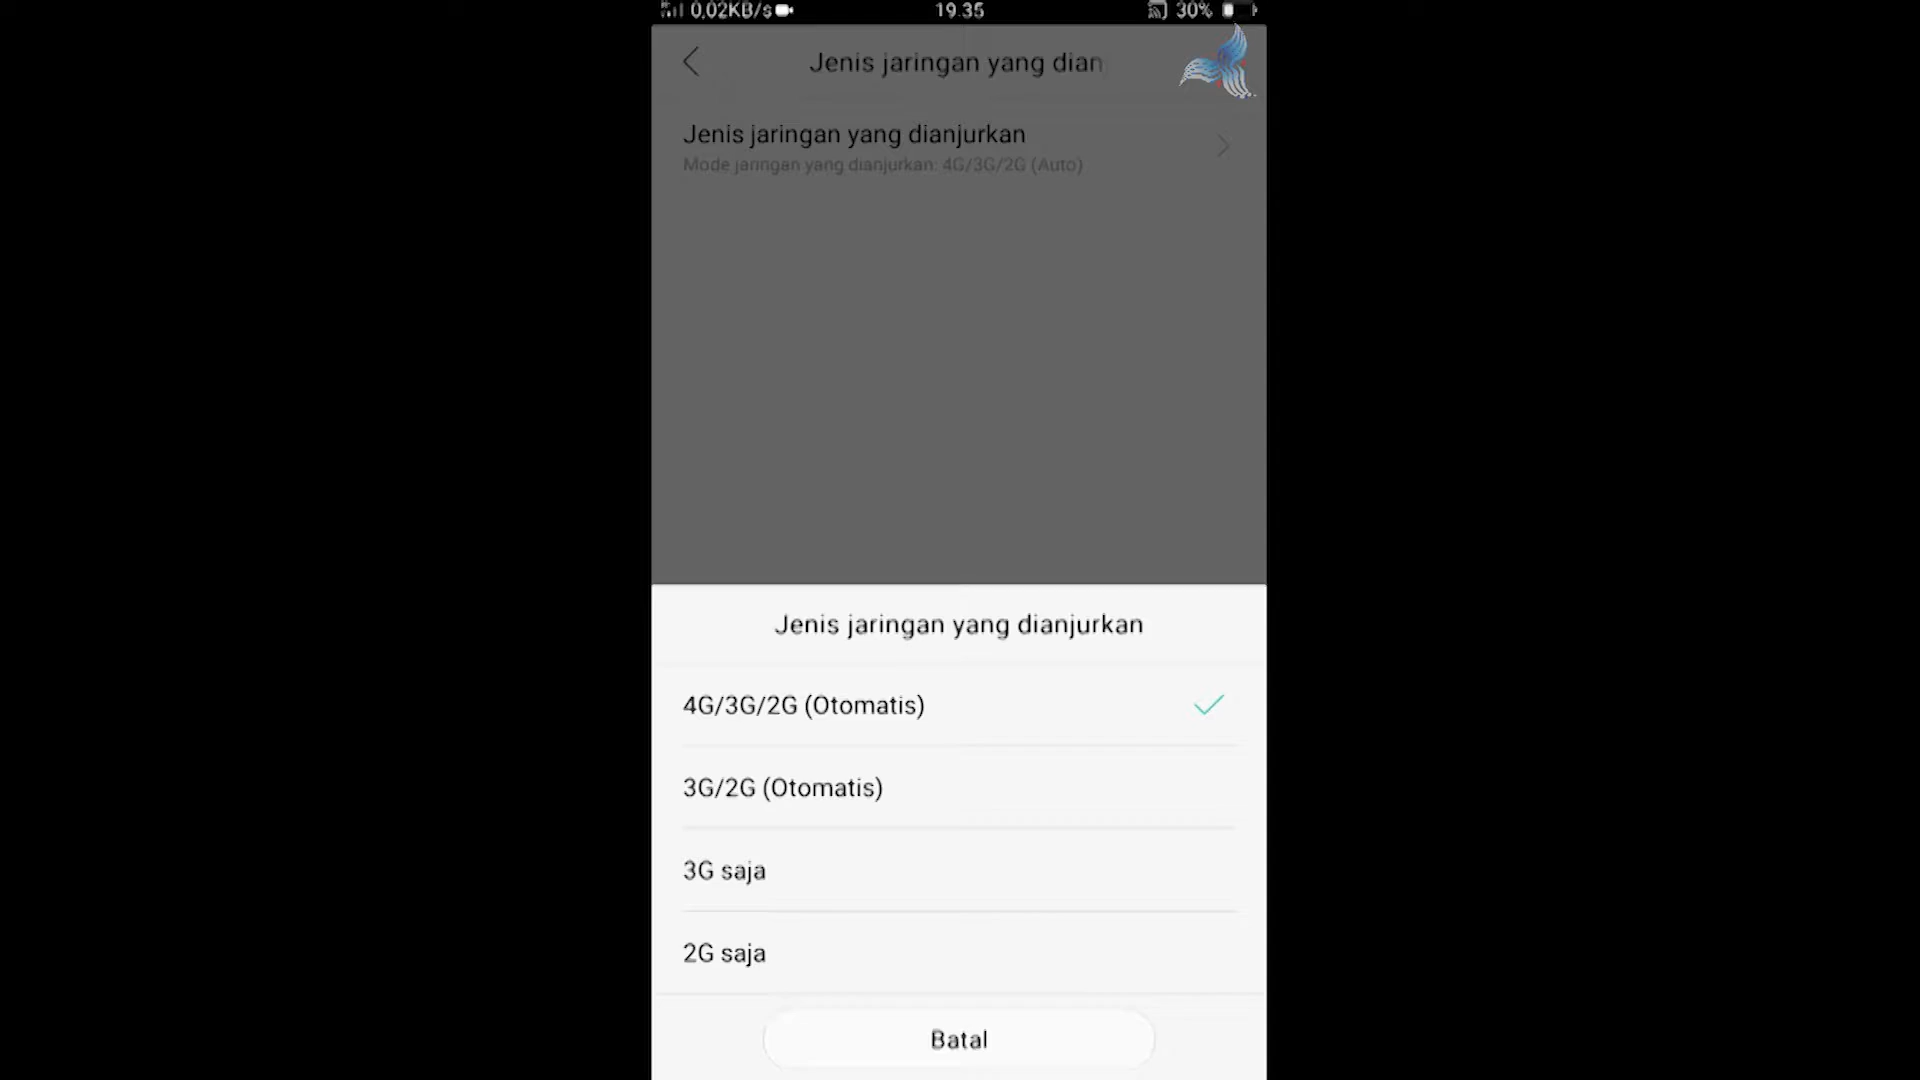 0,02KB/s 19.35 30%
Jenis jaringan yang dian
Jenis jaringan yang dianjurkan
Mode jaringan yang dianjurkan: 4G/3G/2G (Auto)
Jenis jaringan yang dianjurkan
4G/3G/2G (Otomatis)
3G/2G (Otomatis)
3G saja
2G saja
Batal